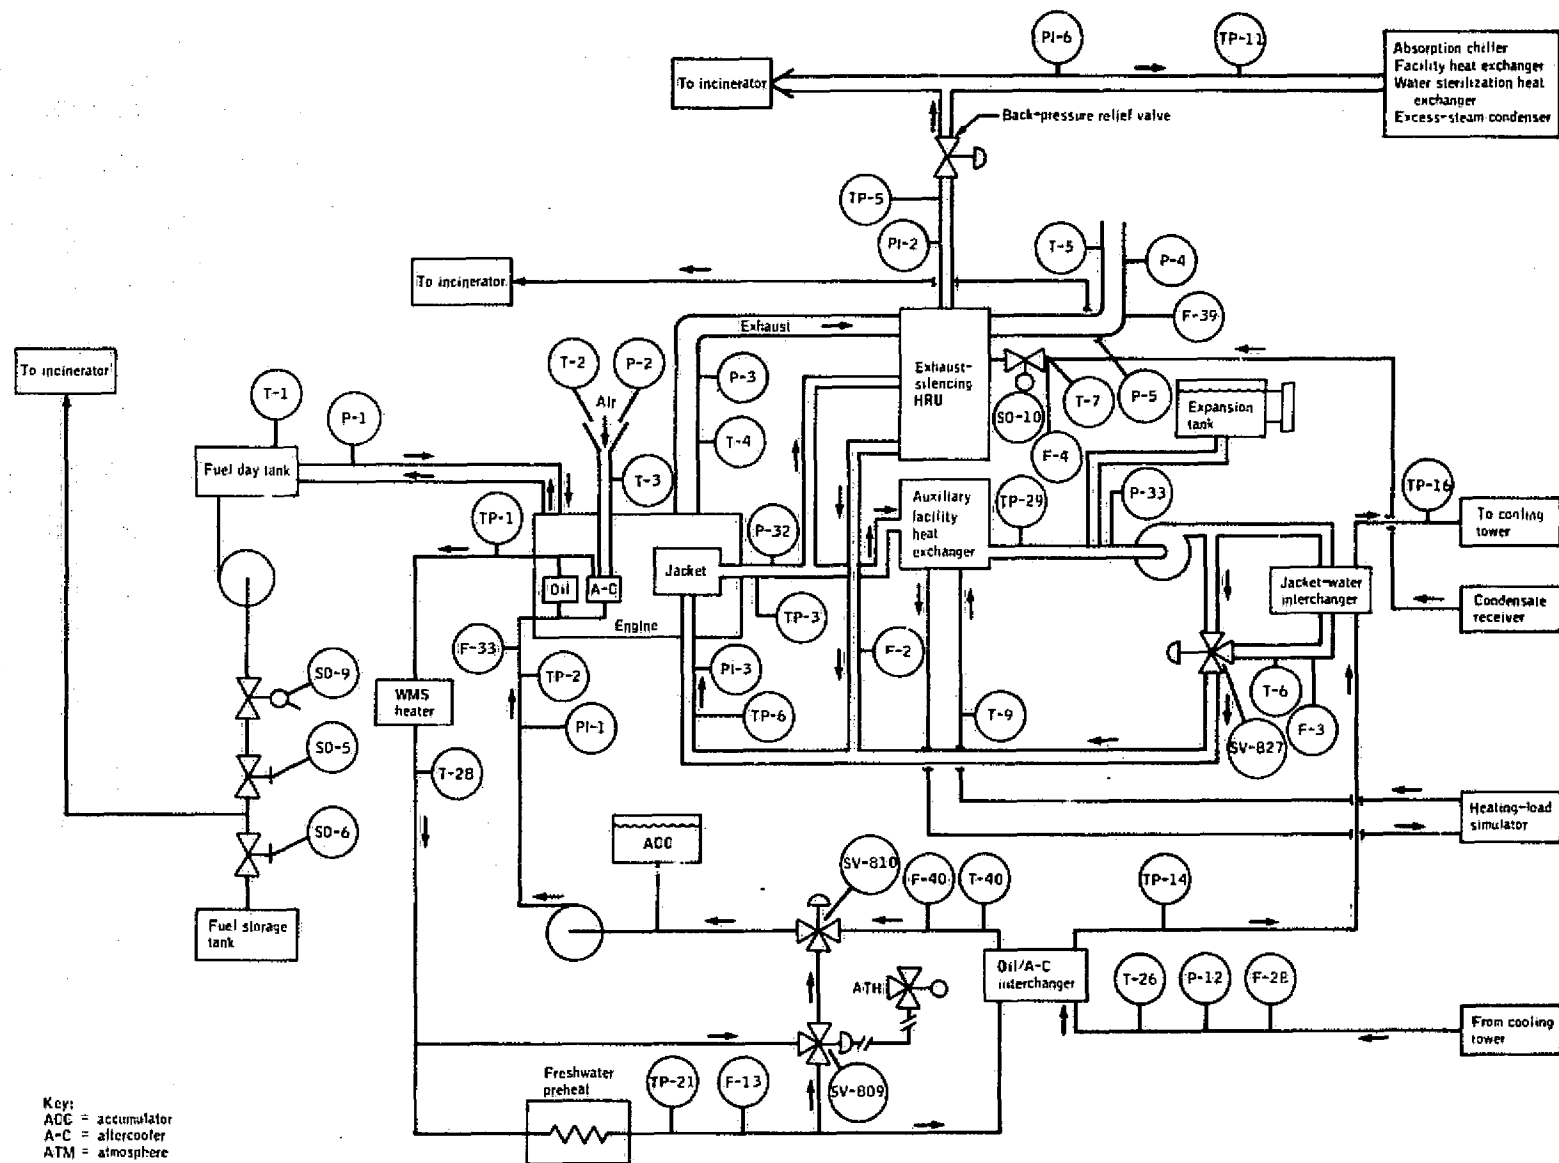 PI-6
TP-11
Absorption chiller
Facility heat exchanger
Water sterilization heat
exchanger
Excess-steam condenser
To incinerator
Back-pressure relief valve
TP-5
PI-2
T-5
P-4
To incinerator
Exhaust
F-39
To incinerator
T-2
P-2
Air
P-3
Exhaust-
silencing
HRU
SO-10
T-7
P-5
Expansion
tank
T-1
P-1
T-4
F-4
Fuel day tank
T-3
TP-1
P-32
Auxiliary
facility
heat
exchanger
TP-29
P-33
TP-16
To cooling
tower
Jacket
Oil
A-C
Engine
TP-3
Jacket-water
interchanger
Condensate
receiver
F-33
TP-2
PI-3
F-2
T-6
F-3
SD-9
WMS
heater
PI-1
TP-6
T-9
SV-827
SD-5
T-28
SD-6
ACC
SV-810
F-40
T-40
TP-14
Heating-load
simulator
Fuel storage
tank
Oil/A-C
interchanger
T-26
P-12
F-28
ATH
From cooling
tower
Freshwater
preheat
TP-21
F-13
SV-809
Key:
ACC = accumulator
A-C = aftercooler
ATM = atmosphere